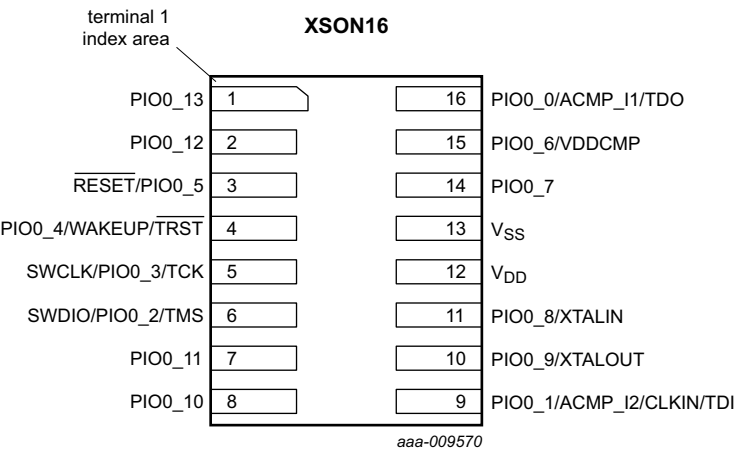 terminal 1
index area
XSON16
PIO0_13 1 16 PIO0_0/ACMP_I1/TDO
PIO0_12 2 15 PIO0_6/VDDCMP
RESET/PIO0_5 3 14 PIO0_7
PIO0_4/WAKEUP/TRST 4 13 VSS
SWCLK/PIO0_3/TCK 5 12 VDD
SWDIO/PIO0_2/TMS 6 11 PIO0_8/XTALIN
PIO0_11 7 10 PIO0_9/XTALOUT
PIO0_10 8 9 PIO0_1/ACMP_I2/CLKIN/TDI
aaa-009570